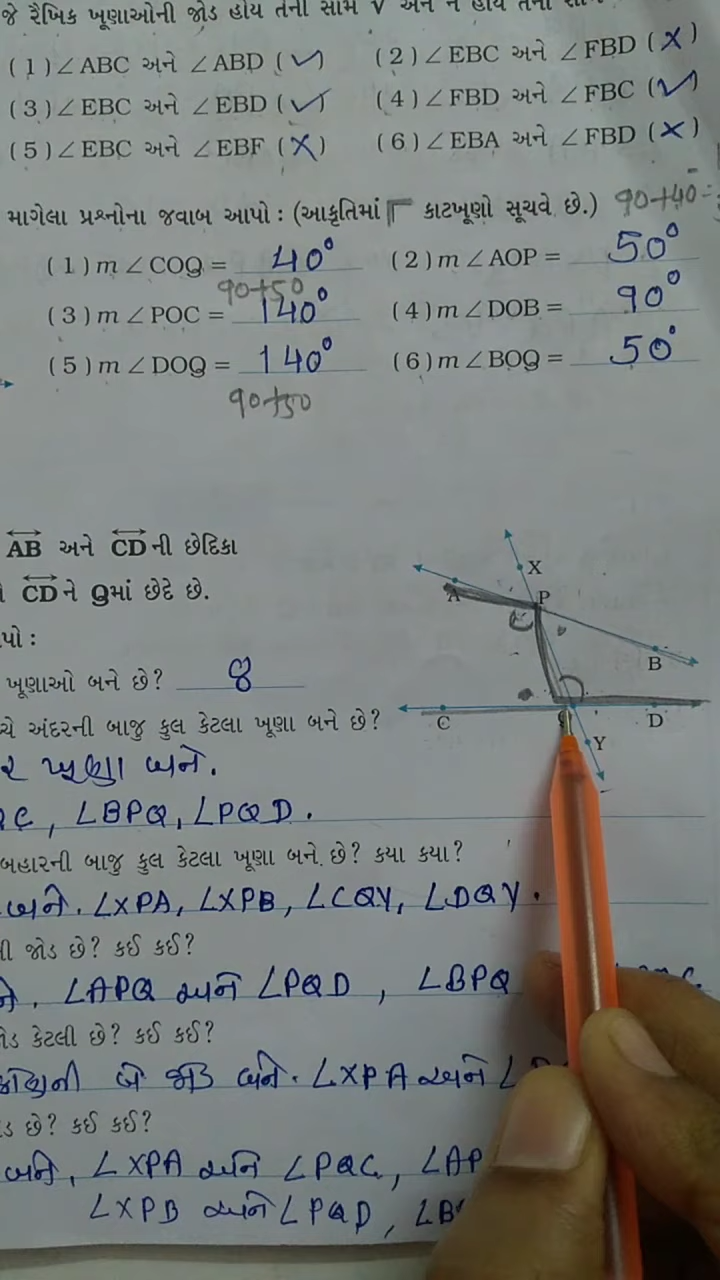 જે રૈખિક ખૂણાઓની જોડ હોય તેની સામે √ અને ન હોય તેની
(1) ∠ABC અને ∠ABD (✓) (2) ∠EBC અને ∠FBD (X)
(3) ∠EBC અને ∠EBD (✓) (4) ∠FBD અને ∠FBC (✓)
(5) ∠EBC અને ∠EBF (X) (6) ∠EBA અને ∠FBD (X)
માગેલા પ્રશ્નોના જવાબ આપો : (આકૃતિમાં કાટખૂણો સૂચવે છે.) 90+40=
(1) m∠COQ = 40° (2) m∠AOP = 50°
90+50
(3) m∠POC = 140° (4) m∠DOB = 90°
(5) m∠DOQ = 140° (6) m∠BOQ = 50°
90+50
AB અને CD ની છેદિકા
CD ને Q માં છેદે છે.
X
A P
B
C D
Y
ખૂણાઓ બને છે? 8
અંદરની બાજુ કુલ કેટલા ખૂણા બને છે?
ખૂણા બને.
, ∠BPQ, ∠PQD.
બહારની બાજુ કુલ કેટલા ખૂણા બને છે? કયા કયા?
બને. ∠XPA, ∠XPB, ∠CQY, ∠DQY.
ની જોડ છે? કઈ કઈ?
∠APQ અને ∠PQD, ∠BPQ
કેટલી છે? કઈ કઈ?
ની બે જોડ બને. ∠XPA અને
છે? કઈ કઈ?
બને, ∠XPA અને ∠PQC, ∠AP
∠XPB અને ∠PQD, ∠B